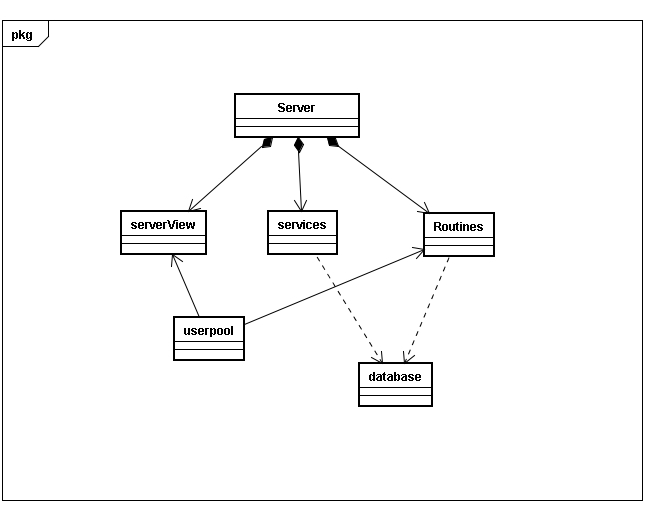 pkg
Server
serverView
services
Routines
userpool
database